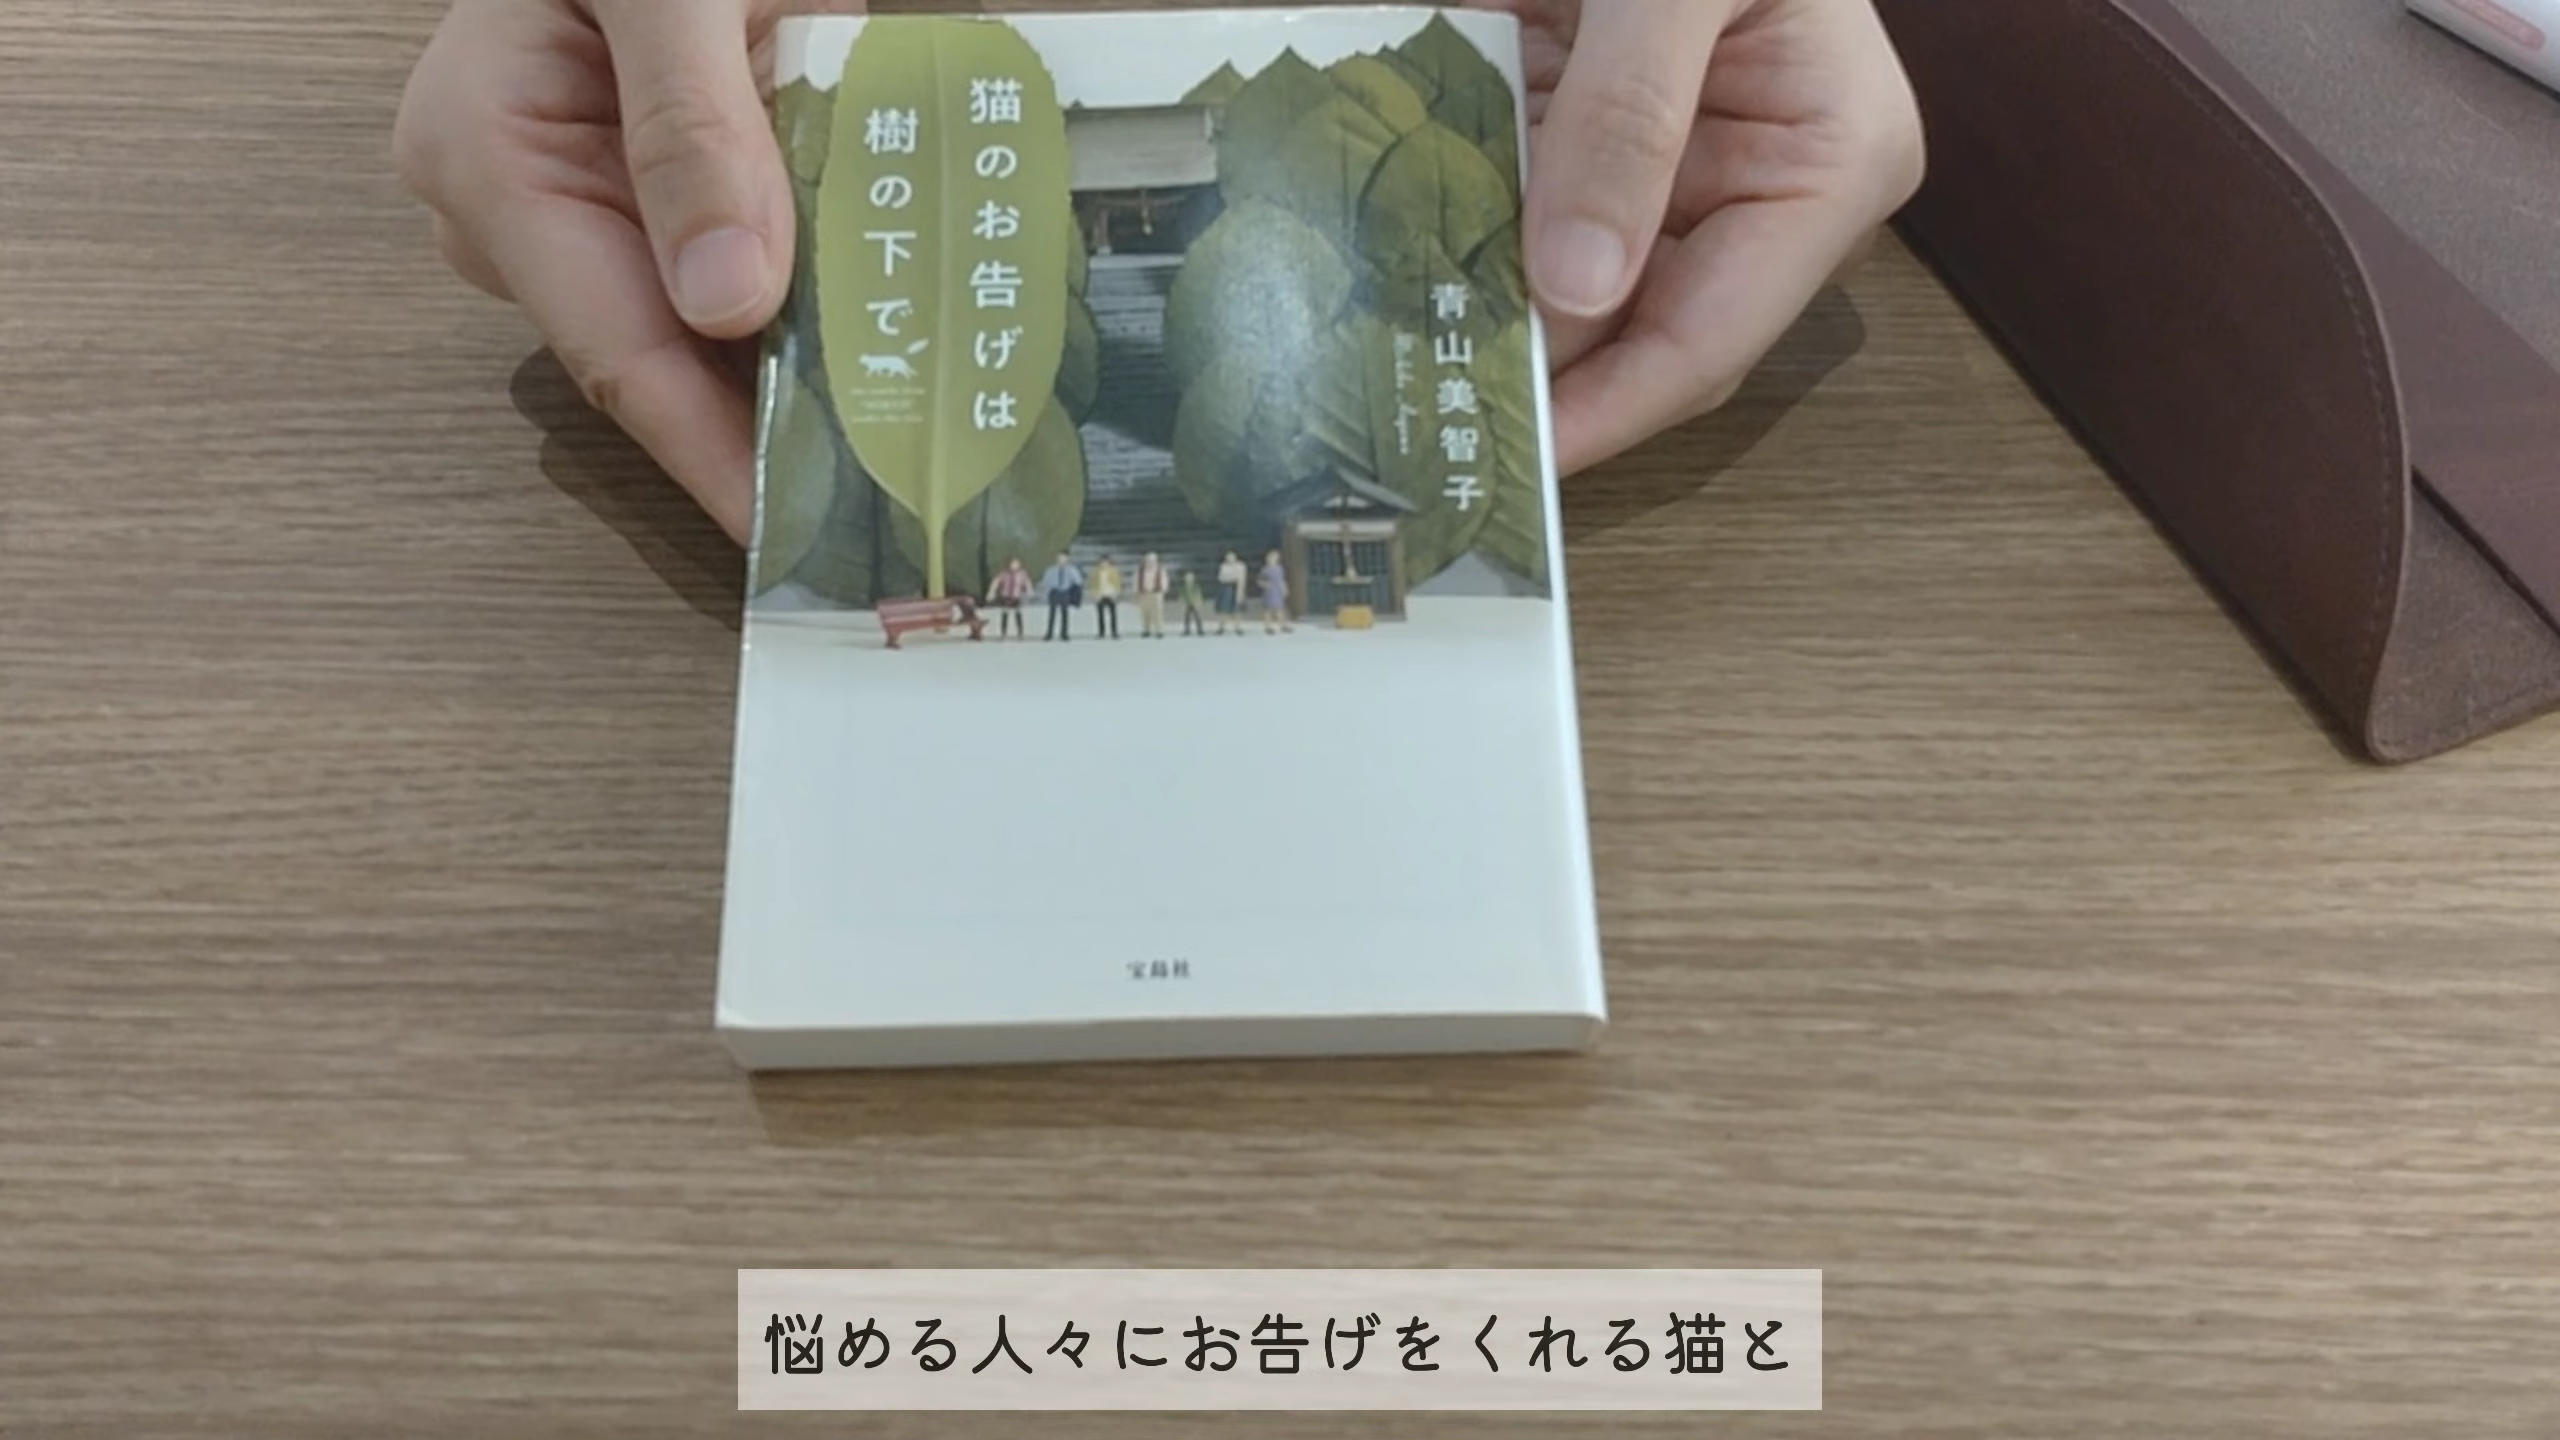 猫のお告げは
樹の下で
青山美智子
宝島社
悩める人々にお告げをくれる猫と